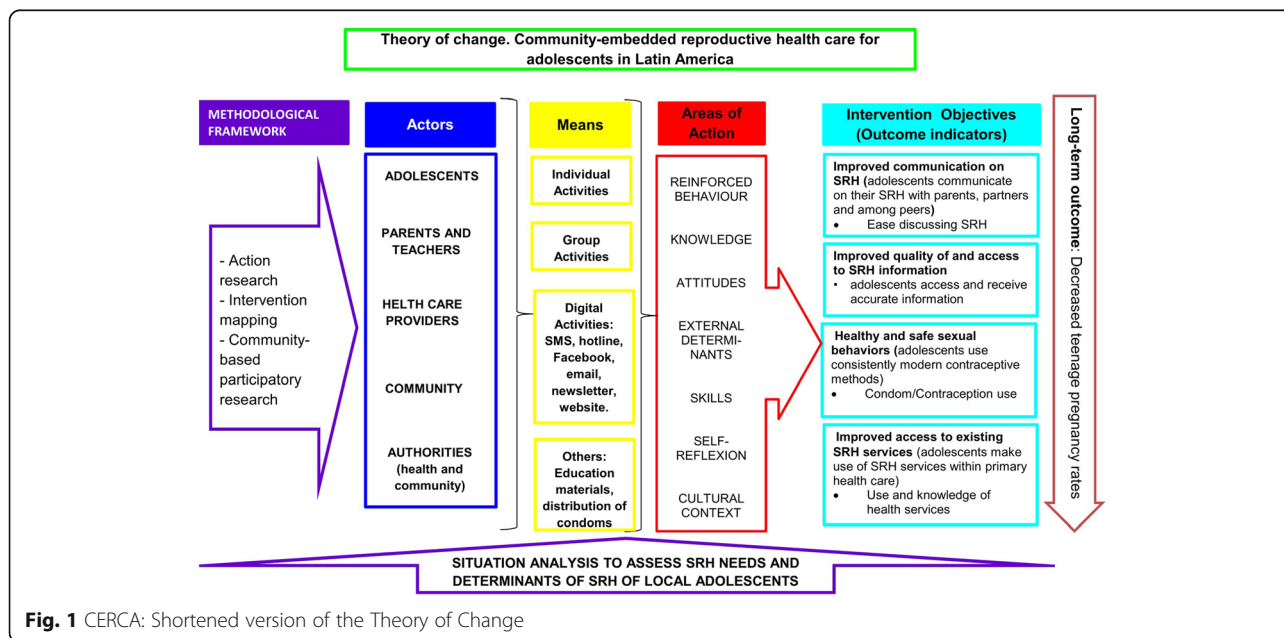 Theory of change. Community-embedded reproductive health care for
adolescents in Latin America
METHODOLOGICAL
FRAMEWORK
- Action
research
- Intervention
mapping
- Community-
based
participatory
research
Actors
ADOLESCENTS
PARENTS AND
TEACHERS
HELTH CARE
PROVIDERS
COMMUNITY
AUTHORITIES
(health and
community)
Means
Individual
Activities
Group
Activities
Digital
Activities:
SMS, hotline,
Facebook,
email,
newsletter,
website.
Others:
Education
materials,
distribution of
condoms
Areas of
Action
REINFORCED
BEHAVIOUR
KNOWLEDGE
ATTITUDES
EXTERNAL
DETERMI-
NANTS
SKILLS
SELF-
REFLEXION
CULTURAL
CONTEXT
Intervention Objectives
(Outcome indicators)
Improved communication on
SRH (adolescents communicate
on their SRH with parents, partners
and among peers)
• Ease discussing SRH
Improved quality of and access
to SRH information
• adolescents access and receive
accurate information
Healthy and safe sexual
behaviors (adolescents use
consistently modern contraceptive
methods)
• Condom/Contraception use
Improved access to existing
SRH services (adolescents make
use of SRH services within primary
health care)
• Use and knowledge of
health services
Long-term outcome: Decreased teenage pregnancy rates
SITUATION ANALYSIS TO ASSESS SRH NEEDS AND
DETERMINANTS OF SRH OF LOCAL ADOLESCENTS
Fig. 1 CERCA: Shortened version of the Theory of Change